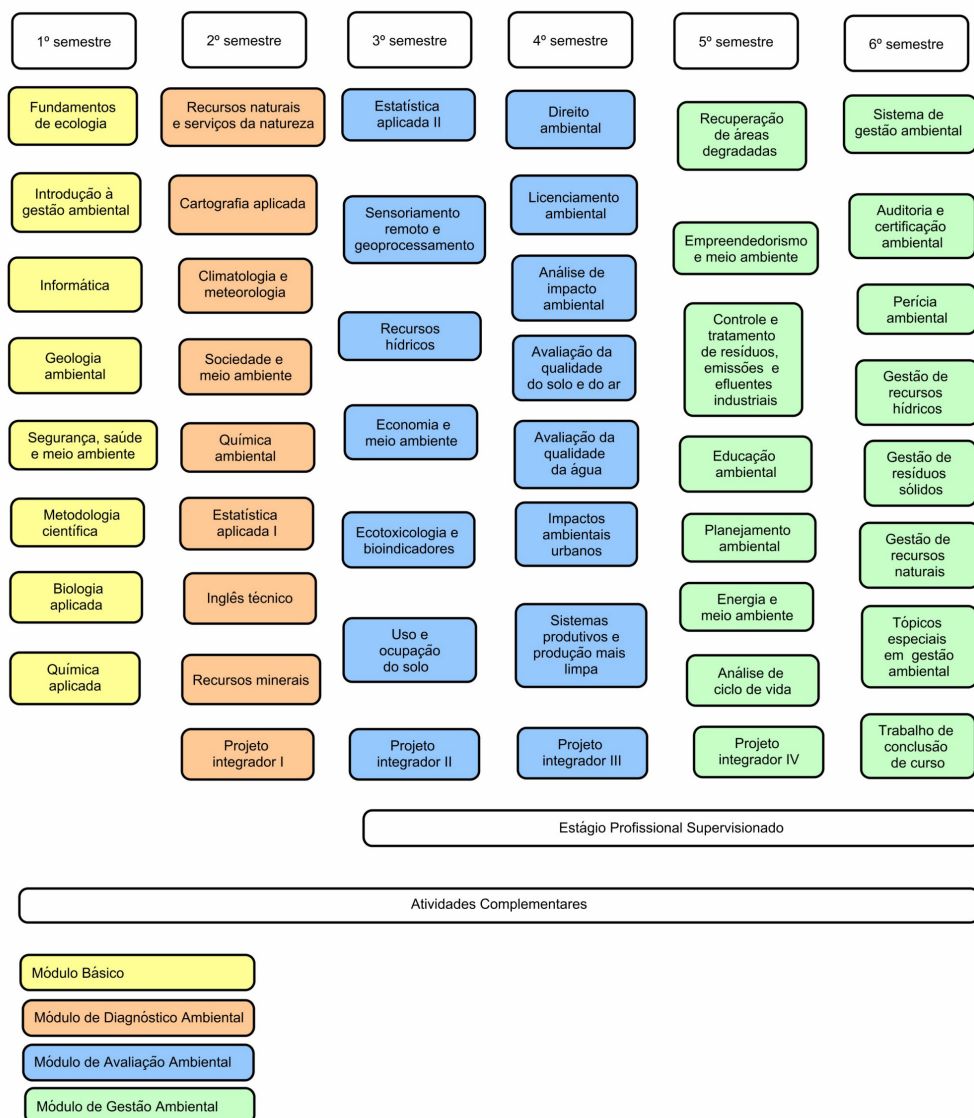 1º semestre
2º semestre
3º semestre
4º semestre
5º semestre
6º semestre
Fundamentos
de ecologia
Introdução à
gestão ambiental
Informática
Geologia
ambiental
Segurança, saúde
e meio ambiente
Metodologia
científica
Biologia
aplicada
Química
aplicada
Recursos naturais
e serviços da natureza
Cartografia aplicada
Climatologia e
meteorologia
Sociedade e
meio ambiente
Química
ambiental
Estatística
aplicada I
Inglês técnico
Recursos minerais
Projeto
integrador I
Estatística
aplicada II
Sensoriamento
remoto e
geoprocessamento
Recursos
hídricos
Economia e
meio ambiente
Ecotoxicologia e
bioindicadores
Uso e
ocupação
do solo
Projeto
integrador II
Direito
ambiental
Licenciamento
ambiental
Análise de
impacto
ambiental
Avaliação da
qualidade
do solo e do ar
Avaliação da
qualidade
da água
Impactos
ambientais
urbanos
Sistemas
produtivos e
produção mais
limpa
Projeto
integrador III
Recuperação
de áreas
degradadas
Empreendedorismo
e meio ambiente
Controle e
tratamento
de resíduos,
emissões e
efluentes
industriais
Educação
ambiental
Planejamento
ambiental
Energia e
meio ambiente
Análise de
ciclo de vida
Projeto
integrador IV
Sistema de
gestão ambiental
Auditoria e
certificação
ambiental
Perícia
ambiental
Gestão de
recursos
hídricos
Gestão de
resíduos
sólidos
Gestão de
recursos
naturais
Tópicos
especiais
em gestão
ambiental
Trabalho de
conclusão
de curso
Estágio Profissional Supervisionado
Atividades Complementares
Módulo Básico
Módulo de Diagnóstico Ambiental
Módulo de Avaliação Ambiental
Módulo de Gestão Ambiental